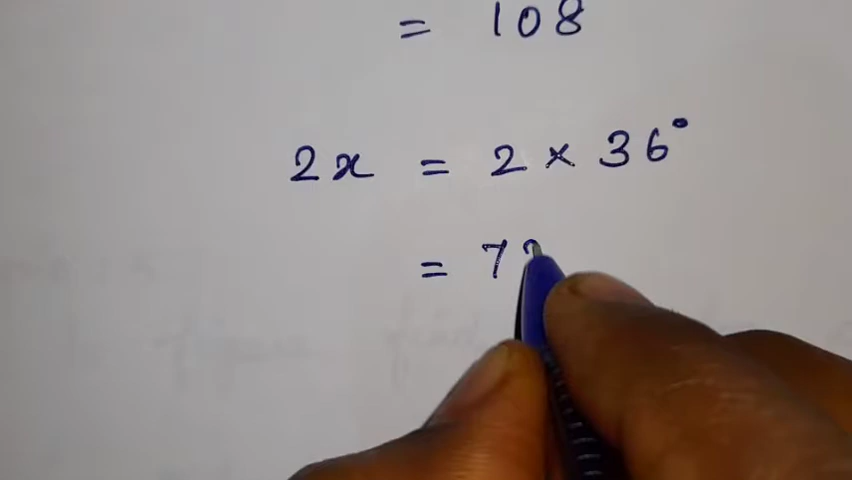 = 108
2x = 2 × 36°
= 7